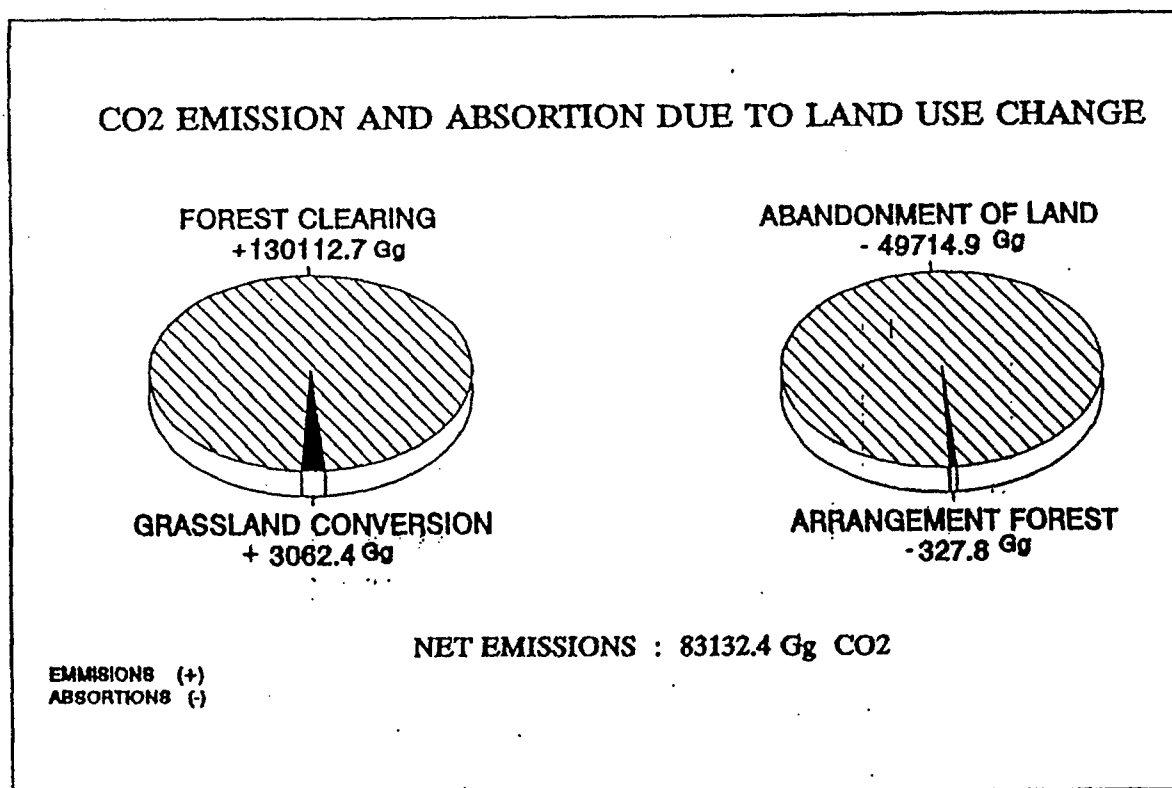 CO2 EMISSION AND ABSORTION DUE TO LAND USE CHANGE
FOREST CLEARING
+130112.7 Gg
GRASSLAND CONVERSION
+ 3062.4 Gg
ABANDONMENT OF LAND
- 49714.9 Gg
ARRANGEMENT FOREST
-327.8 Gg
NET EMISSIONS : 83132.4 Gg CO2
EMMISIONS (+)
ABSORTIONS (-)